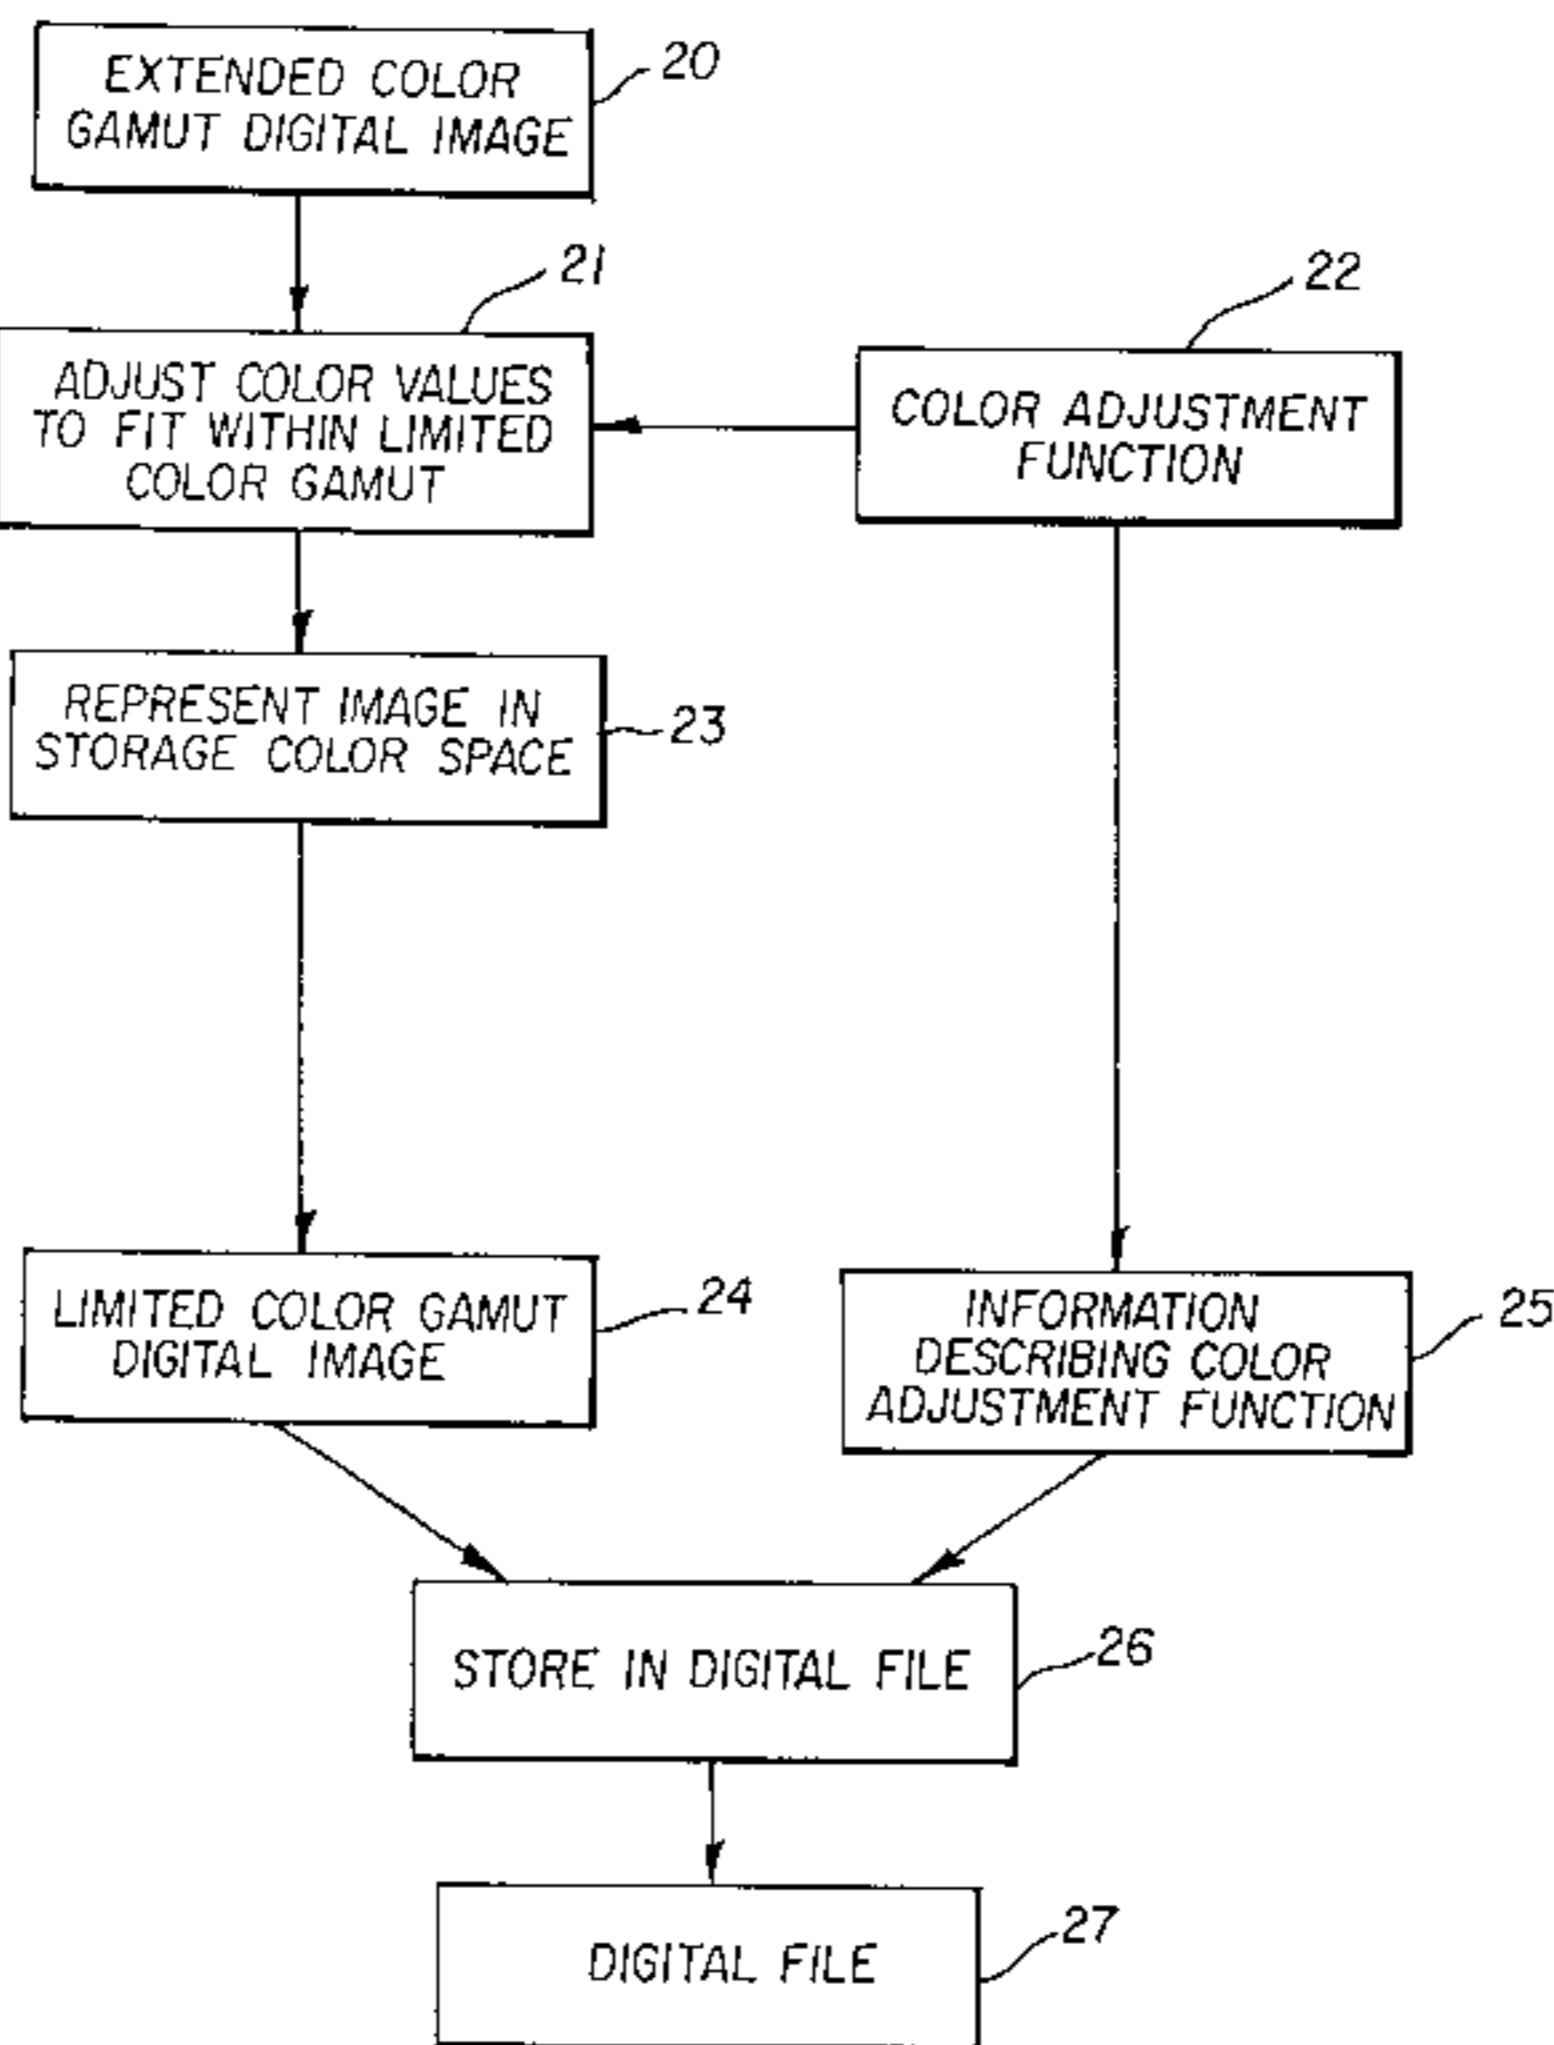 EXTENDED COLOR
GAMUT DIGITAL IMAGE
20
21
ADJUST COLOR VALUES
TO FIT WITHIN LIMITED
COLOR GAMUT
22
COLOR ADJUSTMENT
FUNCTION
REPRESENT IMAGE IN
STORAGE COLOR SPACE
23
LIMITED COLOR GAMUT
DIGITAL IMAGE
24
INFORMATION
DESCRIBING COLOR
ADJUSTMENT FUNCTION
25
STORE IN DIGITAL FILE
26
DIGITAL FILE
27